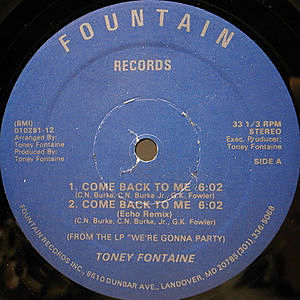 FOUNTAIN
RECORDS
(BMI)
010281-12
Arranged By:
Toney Fontaine
Produced By:
Toney Fontaine
33 1/3 RPM
STEREO
Exec. Producer:
Toney Fontaine
SIDE A
1. COME BACK TO ME 6:02
(C.N. Burke, C.N. Burke Jr., G.K. Fowler)
2. COME BACK TO ME 6:02
(Echo Remix)
(C.N. Burke, C.N. Burke, Jr., G.K. Fowler)
(FROM THE LP "WE'RE GONNA PARTY)
TONEY FONTAINE
FOUNTAIN RECORDS INC., 8610 DUNBAR AVE., LANDOVER, MD 20785 (301) 336-5068